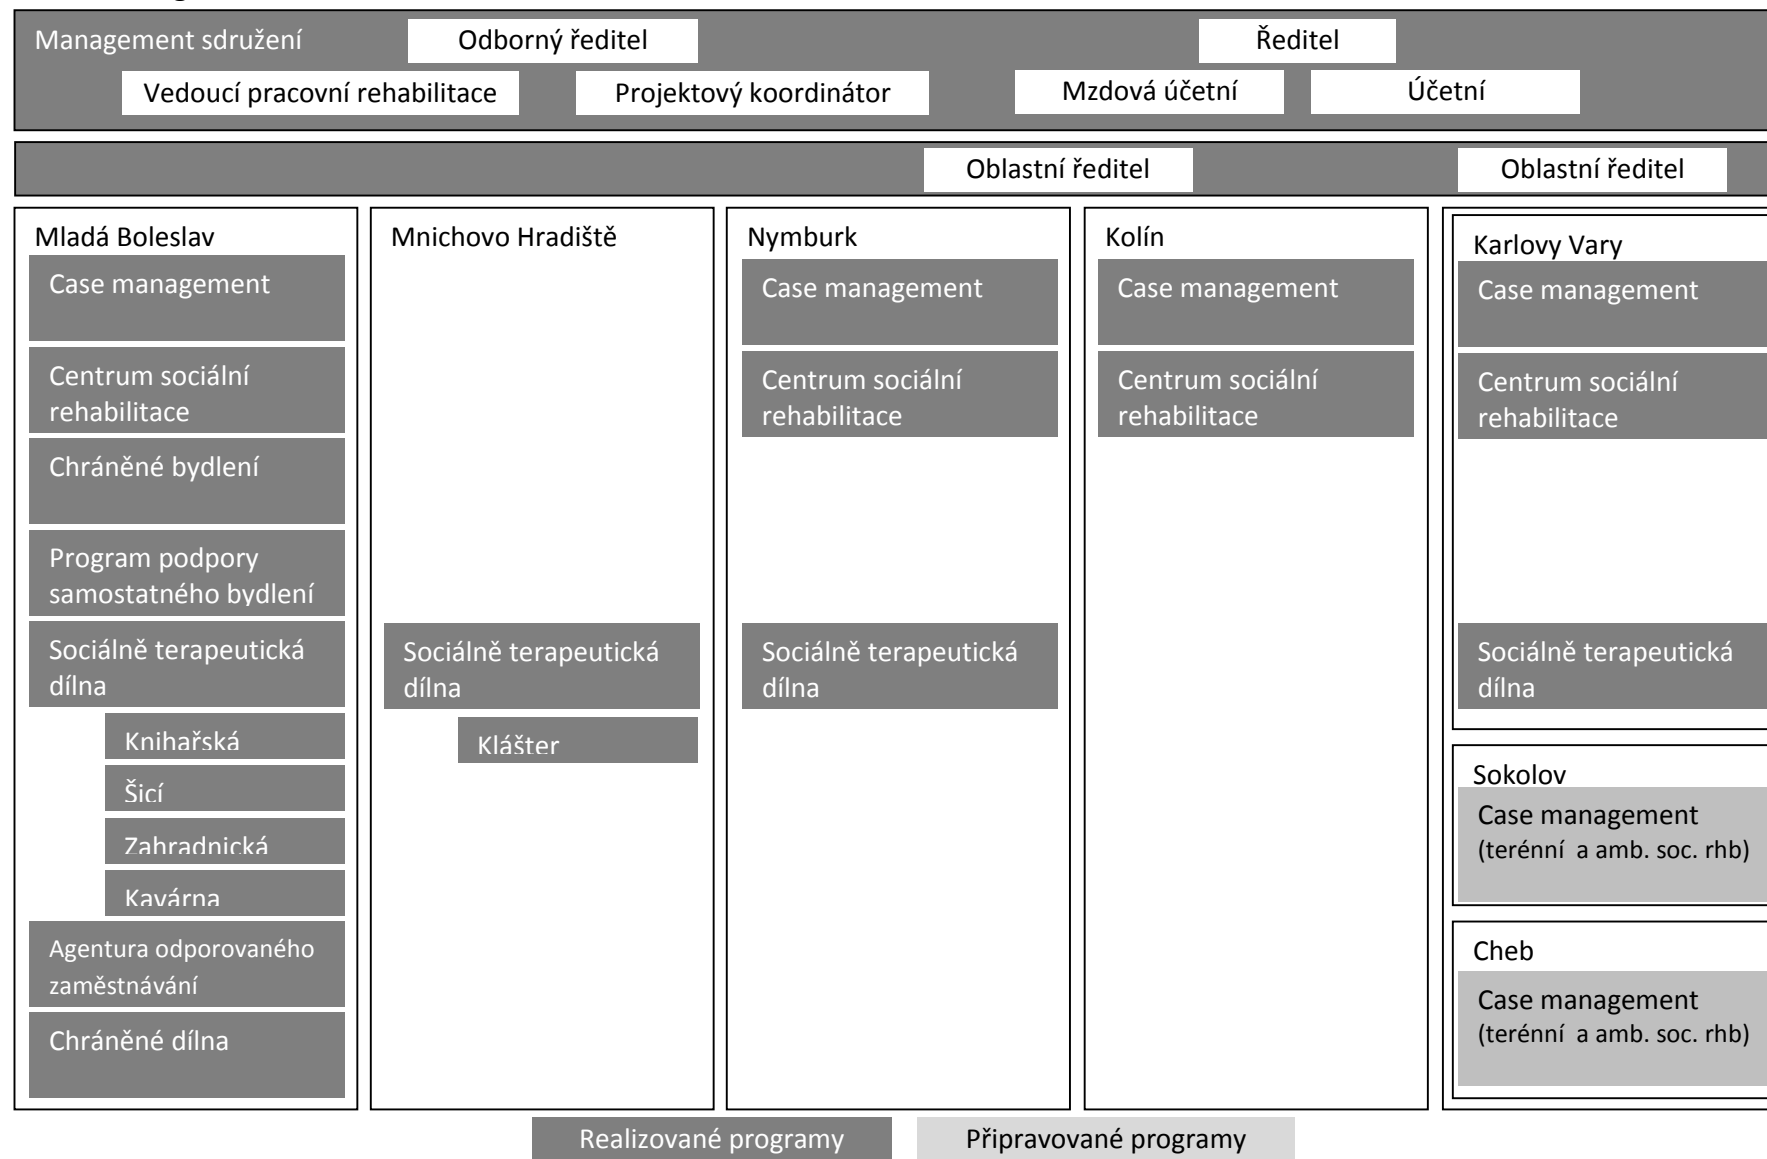 Management sdružení
Odborný ředitel
Ředitel
Vedoucí pracovní rehabilitace
Projektový koordinátor
Mzdová účetní
Účetní
Oblastní ředitel
Oblastní ředitel
Mladá Boleslav
Case management
Centrum sociální
rehabilitace
Chráněné bydlení
Program podpory
samostatného bydlení
Sociálně terapeutická
dílna
Knihařská
Šicí
Zahradnická
Kavárna
Agentura odporovaného
zaměstnávání
Chráněné dílna
Mnichovo Hradiště
Sociálně terapeutická
dílna
Klášter
Nymburk
Case management
Centrum sociální
rehabilitace
Sociálně terapeutická
dílna
Kolín
Case management
Centrum sociální
rehabilitace
Karlovy Vary
Case management
Centrum sociální
rehabilitace
Sociálně terapeutická
dílna
Sokolov
Case management
(terénní a amb. soc. rhb)
Cheb
Case management
(terénní a amb. soc. rhb)
Realizované programy
Připravované programy